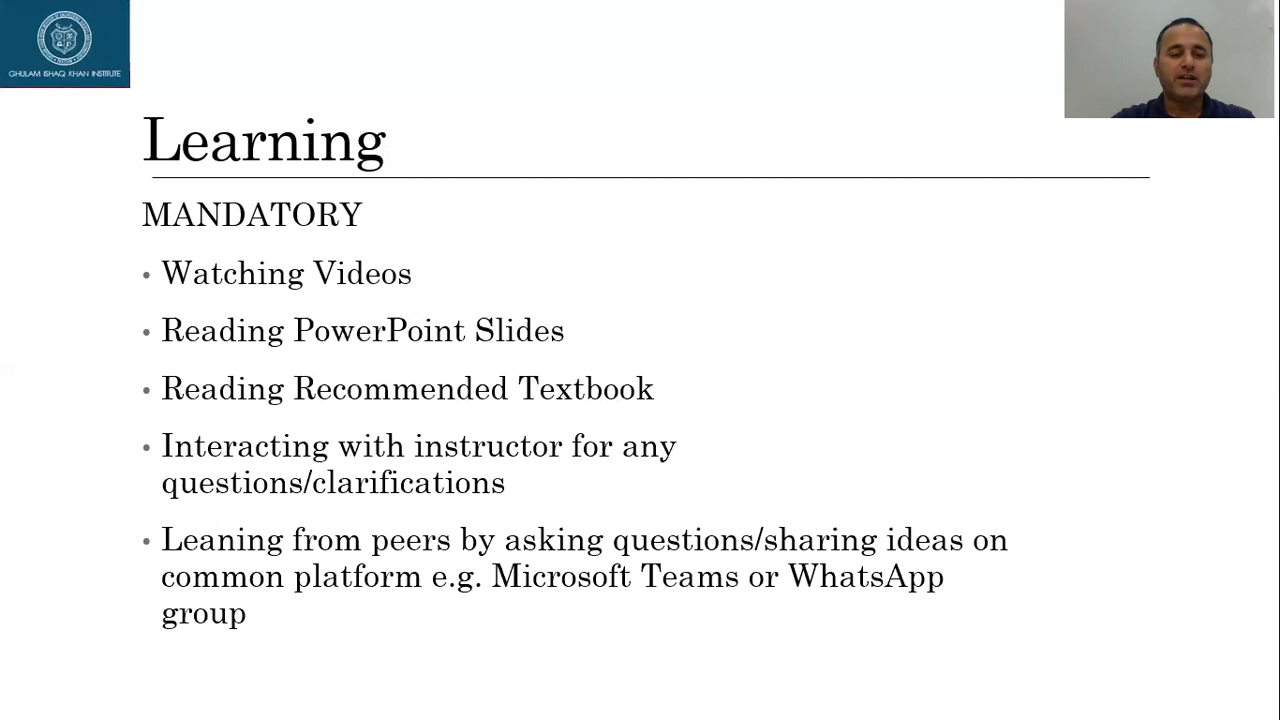 GHULAM ISHAQ KHAN INSTITUTE
Learning
MANDATORY
• Watching Videos
• Reading PowerPoint Slides
• Reading Recommended Textbook
• Interacting with instructor for any
questions/clarifications
• Leaning from peers by asking questions/sharing ideas on
common platform e.g. Microsoft Teams or WhatsApp
group